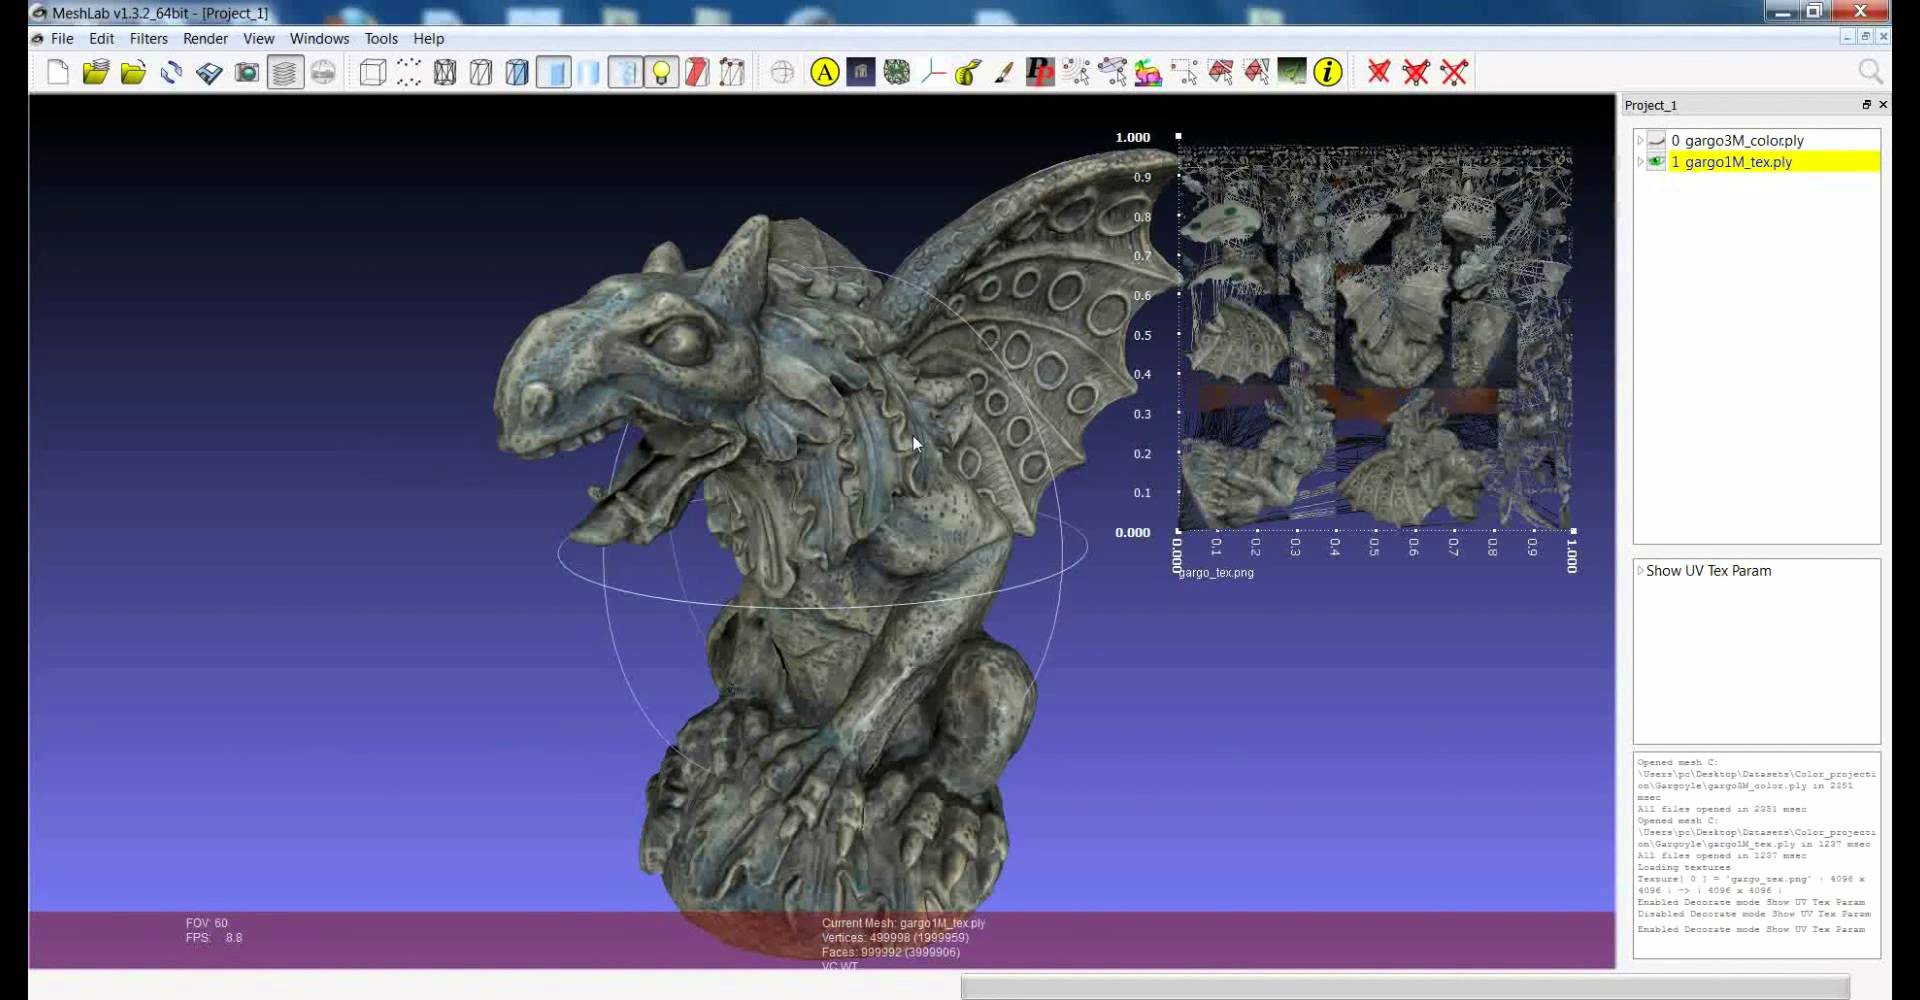 MeshLab v1.3.2_64bit - [Project_1]
File Edit Filters Render View Windows Tools Help
A
i
Project_1
0 gargo3M_color.ply
1 gargo1M_tex.ply
1.000
0.9
0.8
0.7
0.6
0.5
0.4
0.3
0.2
0.1
0.000
0.000 0.1 0.2 0.3 0.4 0.5 0.6 0.7 0.8 0.9 1.000
gargo_tex.png
Show UV Tex Param
Opened mesh C:
\Users\pc\Desktop\Datasets\Color_projecti
on\Gargoyle\gargo3M_color.ply in 2351
msec
All files opened in 2351 msec
Opened mesh C:
\Users\pc\Desktop\Datasets\Color_projecti
on\Gargoyle\gargo1M_tex.ply in 1237 msec
All files opened in 1237 msec
Loading textures
Texture[ 0 ] = 'gargo_tex.png' ( 4096 x
4096 ) -> ( 4096 x 4096 )
Enabled Decorate mode Show UV Tex Param
Disabled Decorate mode Show UV Tex Param
Enabled Decorate mode Show UV Tex Param
FOV: 60
FPS: 8.8
Current Mesh: gargo1M_tex.ply
Vertices: 499998 (1999959)
Faces: 999992 (3999906)
VC WT